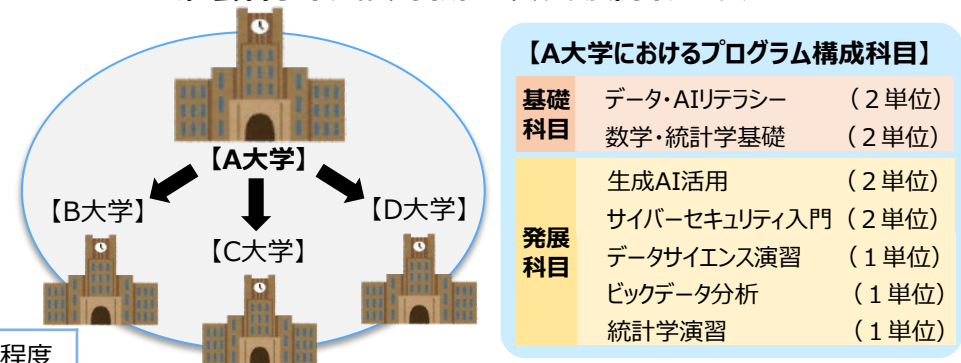 【A大学】
【B大学】
【C大学】
【D大学】
程度
【A大学におけるプログラム構成科目】
基礎
科目
データ・AIリテラシー （２単位）
数学・統計学基礎 （２単位）
発展
科目
生成AI活用 （２単位）
サイバーセキュリティ入門 （２単位）
データサイエンス演習 （１単位）
ビックデータ分析 （１単位）
統計学演習 （１単位）